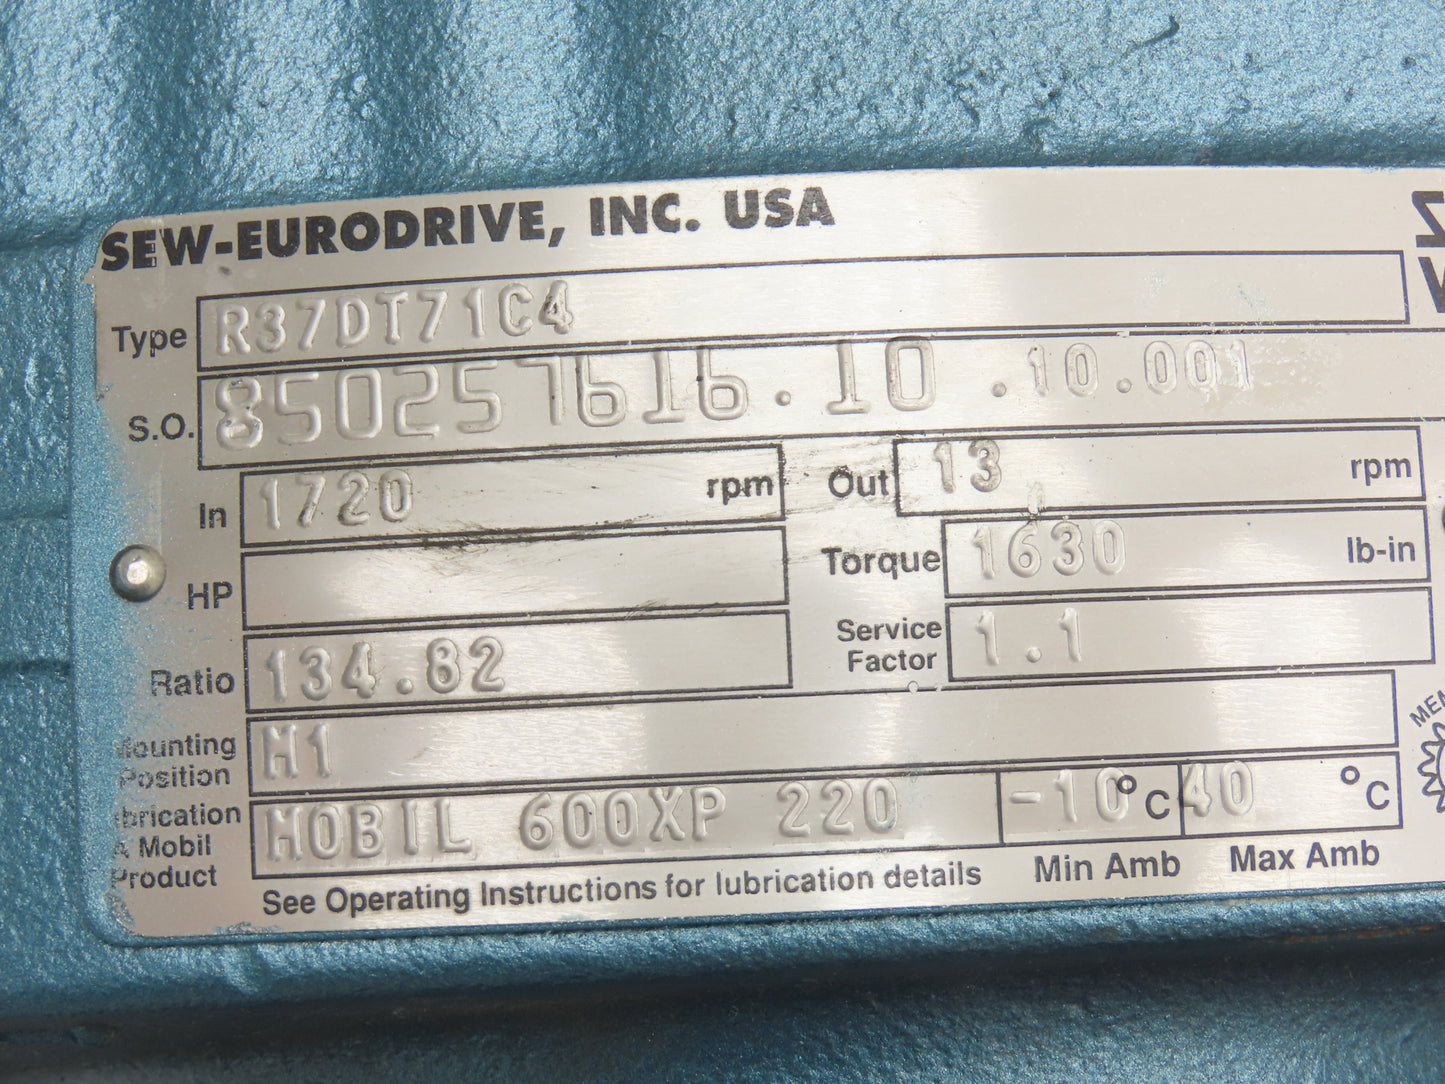 SEW-EURODRIVE, INC. USA
Type R37DT71C4
S.O. 850257616.10.10.001
In 1720 rpm Out 13 rpm
HP Torque 1630 lb-in
Ratio 134.82 Service Factor 1.1
Mounting Position M1
MOBIL 600XP 220 -10 °C 40 °C
Mobil Product
Min Amb Max Amb
See Operating Instructions for lubrication details